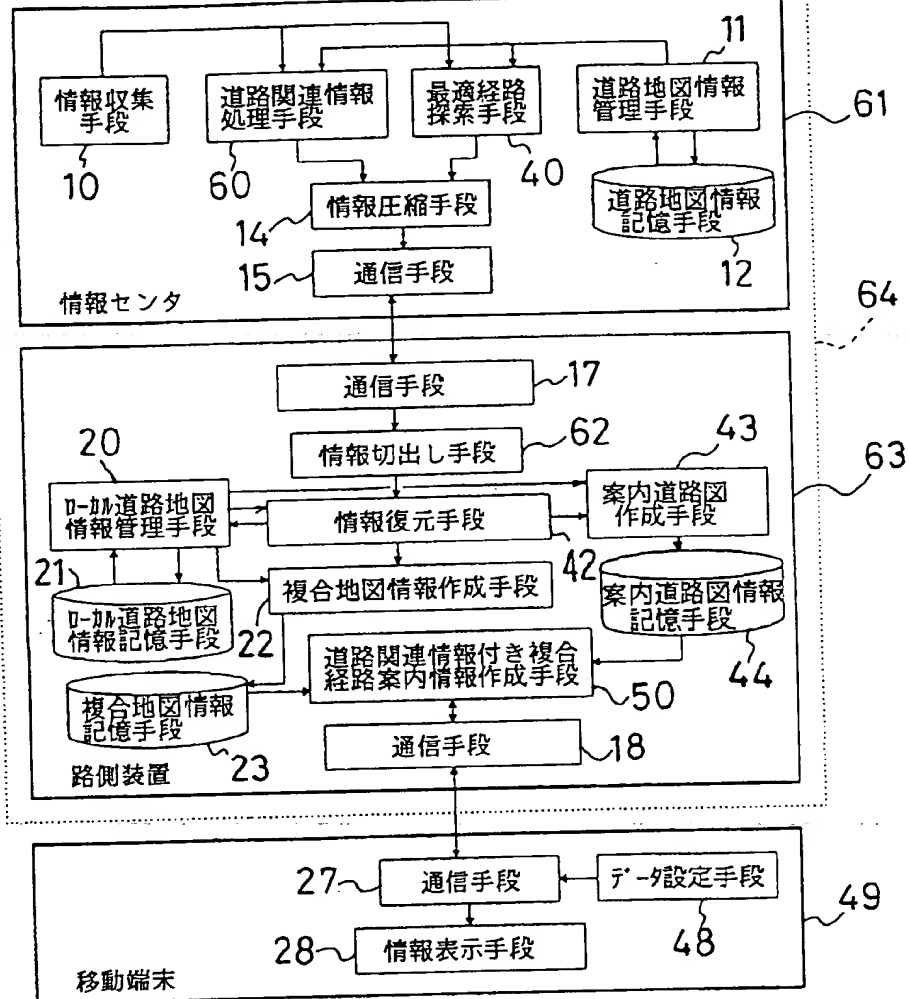 11
情報収集
手段
10
道路関連情報
処理手段
60
最適経路
探索手段
40
道路地図情報
管理手段
61
道路地図情報
記憶手段
12
14
情報圧縮手段
15
通信手段
情報センタ
64
通信手段
17
情報切出し手段
62
43
63
20
ローカル道路地図
情報管理手段
情報復元手段
42
案内道路図
作成手段
21
ローカル道路地図
情報記憶手段
22
複合地図情報作成手段
案内道路図情報
記憶手段
44
道路関連情報付き複合
経路案内情報作成手段
50
複合地図情報
記憶手段
23
通信手段
18
路側装置
27
通信手段
データ設定手段
48
49
28
情報表示手段
移動端末